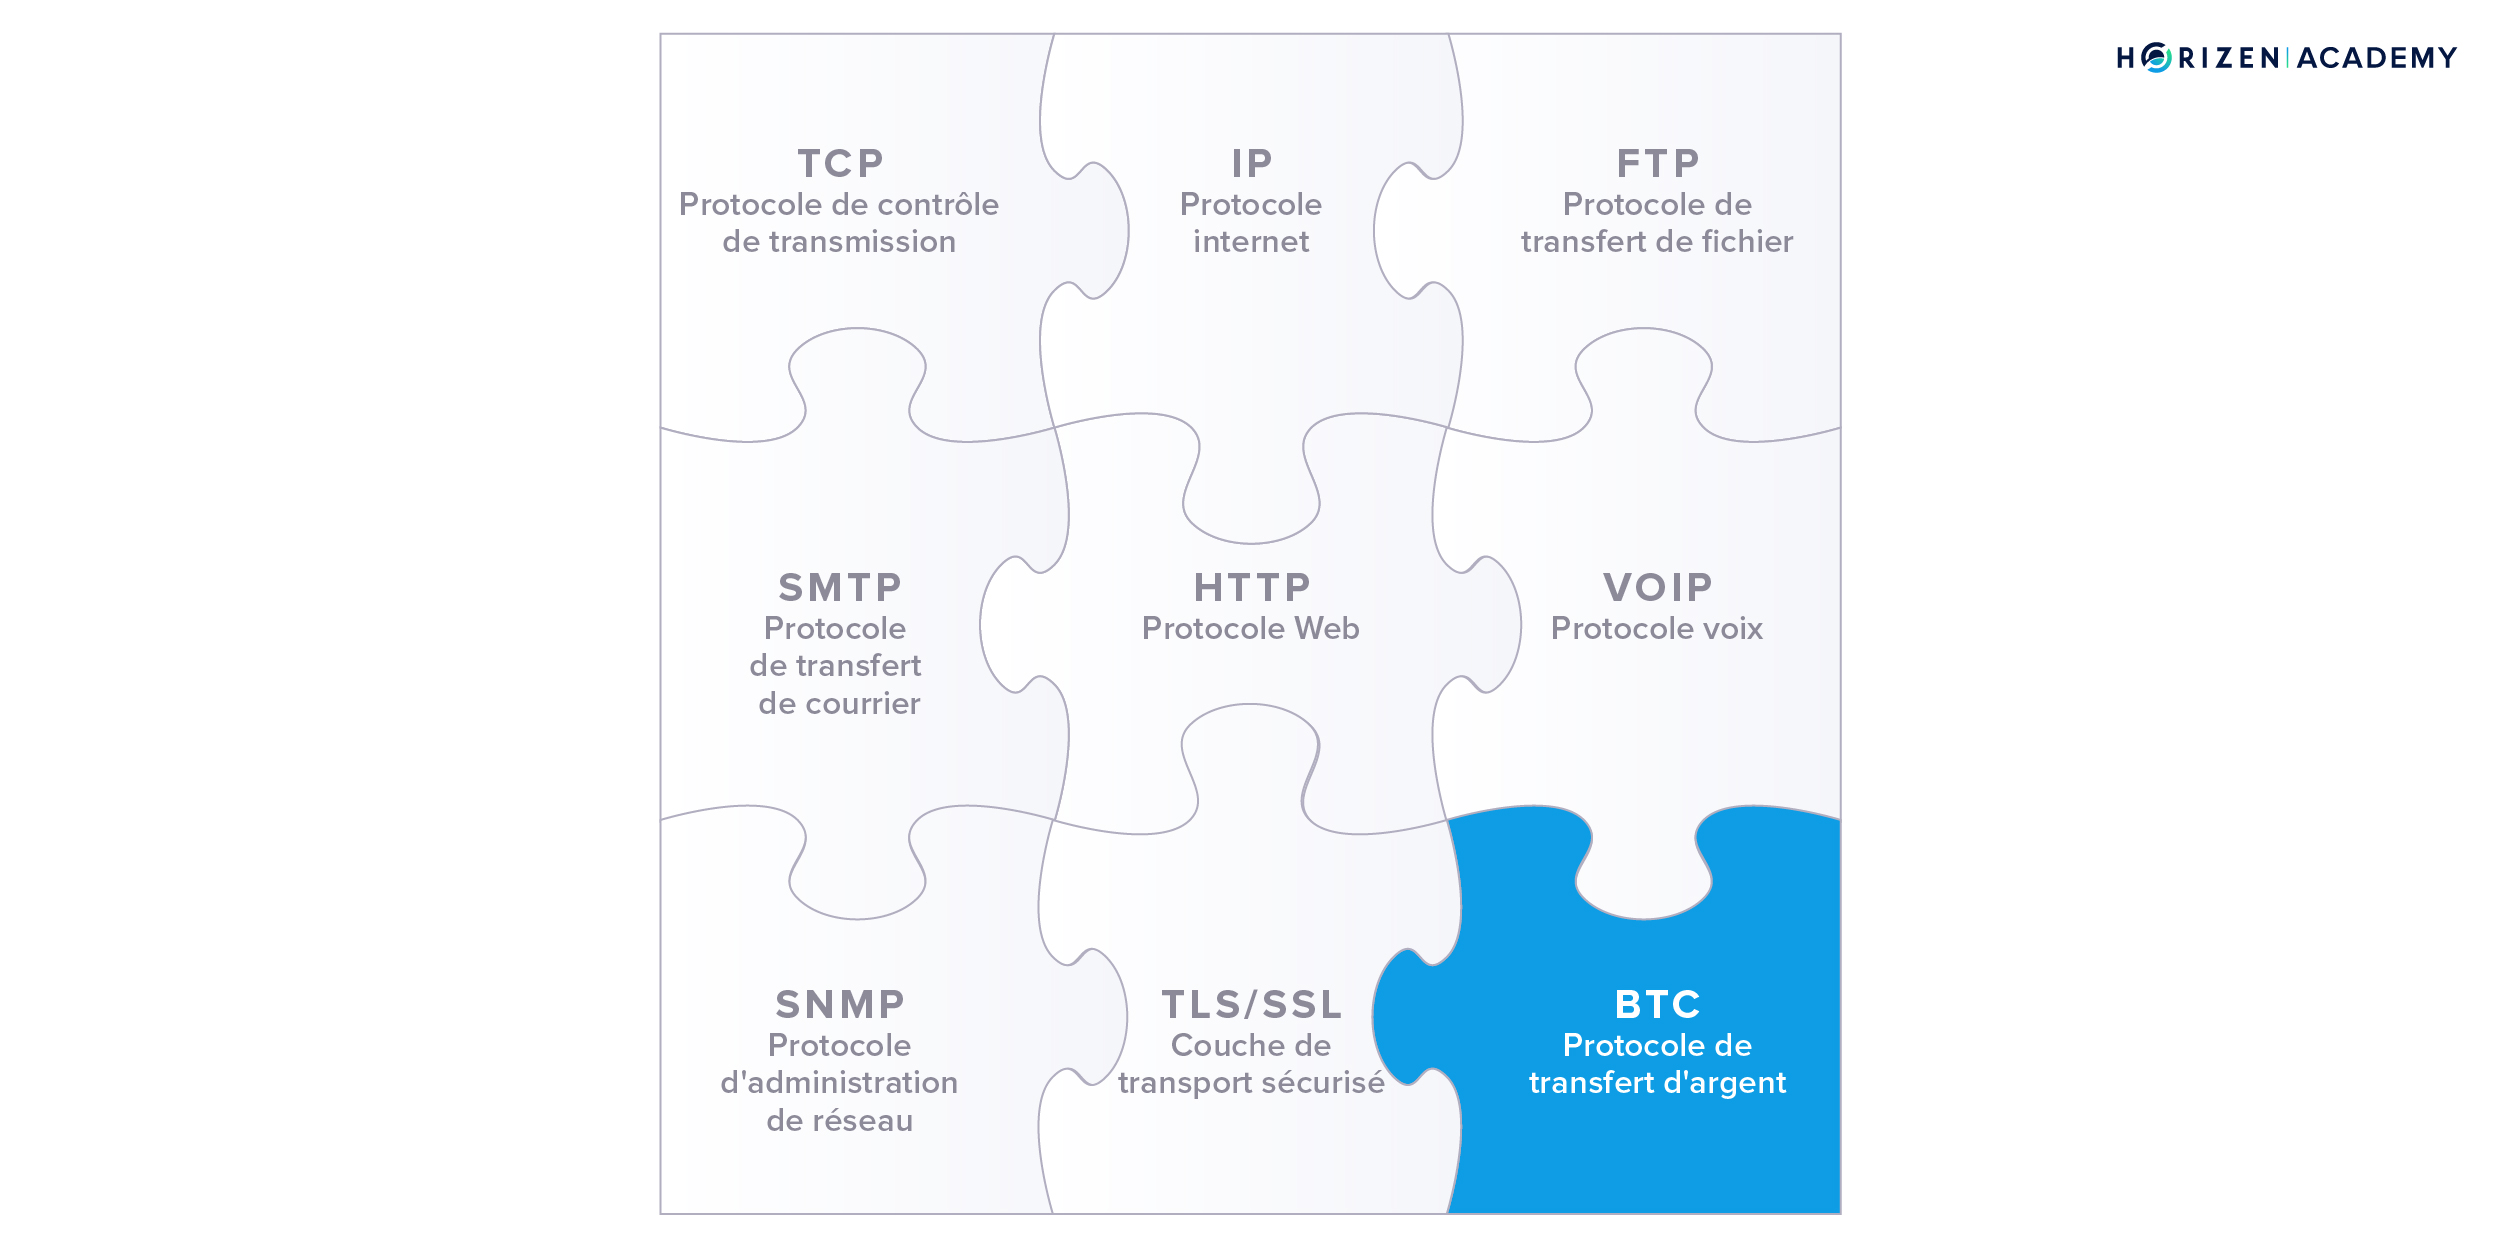 HORIZEN ACADEMY
TCP
Protocole de contrôle
de transmission
IP
Protocole
internet
FTP
Protocole de
transfert de fichier
SMTP
Protocole
de transfert
de courrier
HTTP
Protocole Web
VOIP
Protocole voix
SNMP
Protocole
d'administration
de réseau
TLS/SSL
Couche de
transport sécurisé
BTC
Protocole de
transfert d'argent